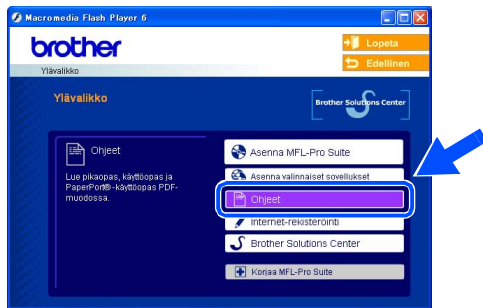 Macromedia Flash Player 6
brother
Lopeta
Edellinen
Ylävalikko
Ylävalikko
Brother Solutions Center
Ohjeet
Lue pikaopas, käyttöopas ja
PaperPort® -käyttöopas PDF-
muodossa.
Asenna MFL-Pro Suite
Asenna valinnaiset sovellukset
Ohjeet
Internet-rekisteröinti
Brother Solutions Center
Korjaa MFL-Pro Suite